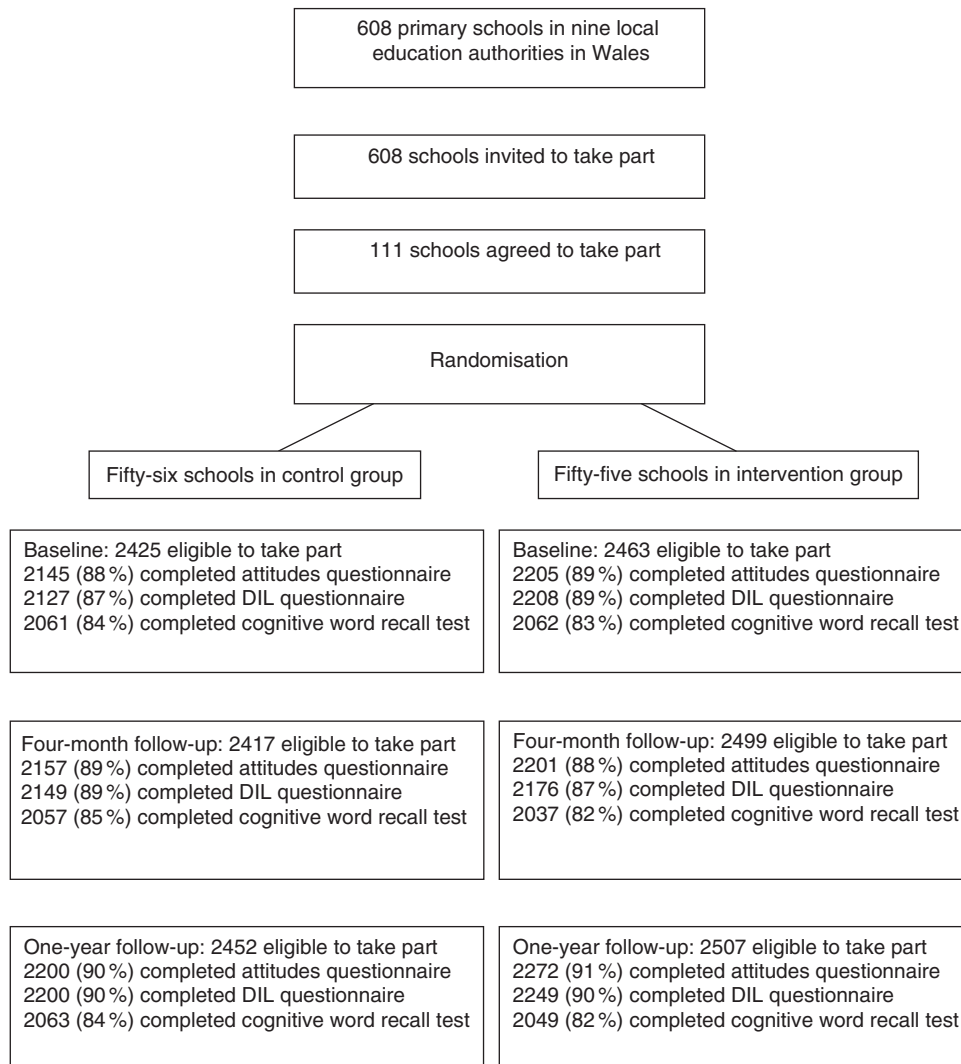 608 primary schools in nine local
education authorities in Wales
608 schools invited to take part
111 schools agreed to take part
Randomisation
Fifty-six schools in control group
Fifty-five schools in intervention group
Baseline: 2425 eligible to take part
2145 (88 %) completed attitudes questionnaire
2127 (87 %) completed DIL questionnaire
2061 (84 %) completed cognitive word recall test
Baseline: 2463 eligible to take part
2205 (89 %) completed attitudes questionnaire
2208 (89 %) completed DIL questionnaire
2062 (83 %) completed cognitive word recall test
Four-month follow-up: 2417 eligible to take part
2157 (89 %) completed attitudes questionnaire
2149 (89 %) completed DIL questionnaire
2057 (85 %) completed cognitive word recall test
Four-month follow-up: 2499 eligible to take part
2201 (88 %) completed attitudes questionnaire
2176 (87 %) completed DIL questionnaire
2037 (82 %) completed cognitive word recall test
One-year follow-up: 2452 eligible to take part
2200 (90 %) completed attitudes questionnaire
2200 (90 %) completed DIL questionnaire
2063 (84 %) completed cognitive word recall test
One-year follow-up: 2507 eligible to take part
2272 (91 %) completed attitudes questionnaire
2249 (90 %) completed DIL questionnaire
2049 (82 %) completed cognitive word recall test